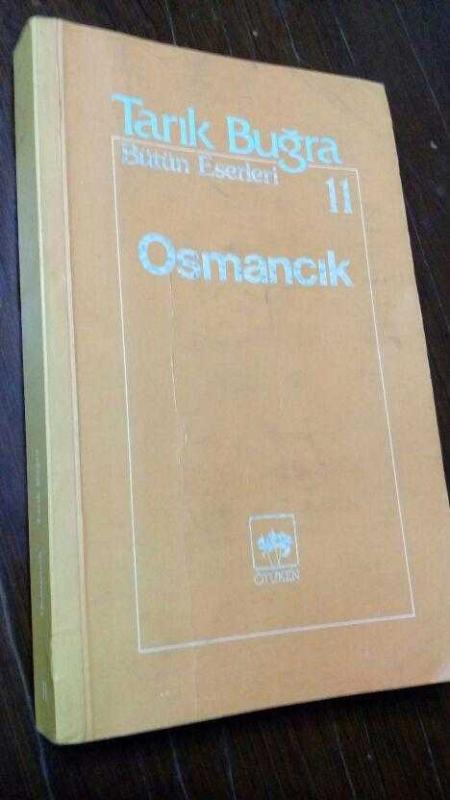 Tarık Buğra
Bütün Eserleri
11
Osmancık
ÖTÜKEN